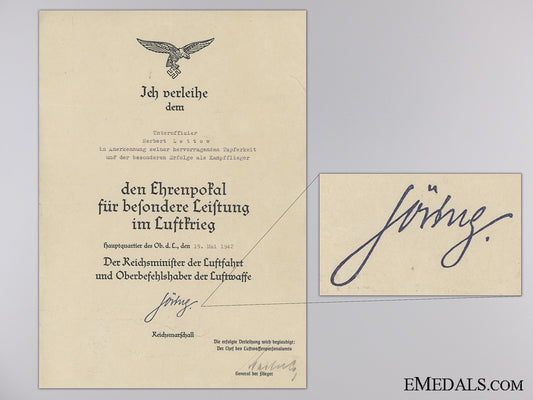 Ich verleihe
dem
Unteroffizier
Herbert Lettow
in Anerkennung seiner hervorragenden Tapferkeit
und der besonderen Erfolge als Kampfflieger
den Ehrenpokal
für besondere Leistung
im Luftkrieg
Hauptquartier des Ob. d. L., den 19. Mai 1942
Der Reichsminister der Luftfahrt
und Oberbefehlshaber der Luftwaffe
Göring.
Reichsmarschall
Die erfolgte Verleihung wird beglaubigt:
Der Chef des Luftwaffenpersonalamts
General der Flieger
Göring.
EMEDALS.COM